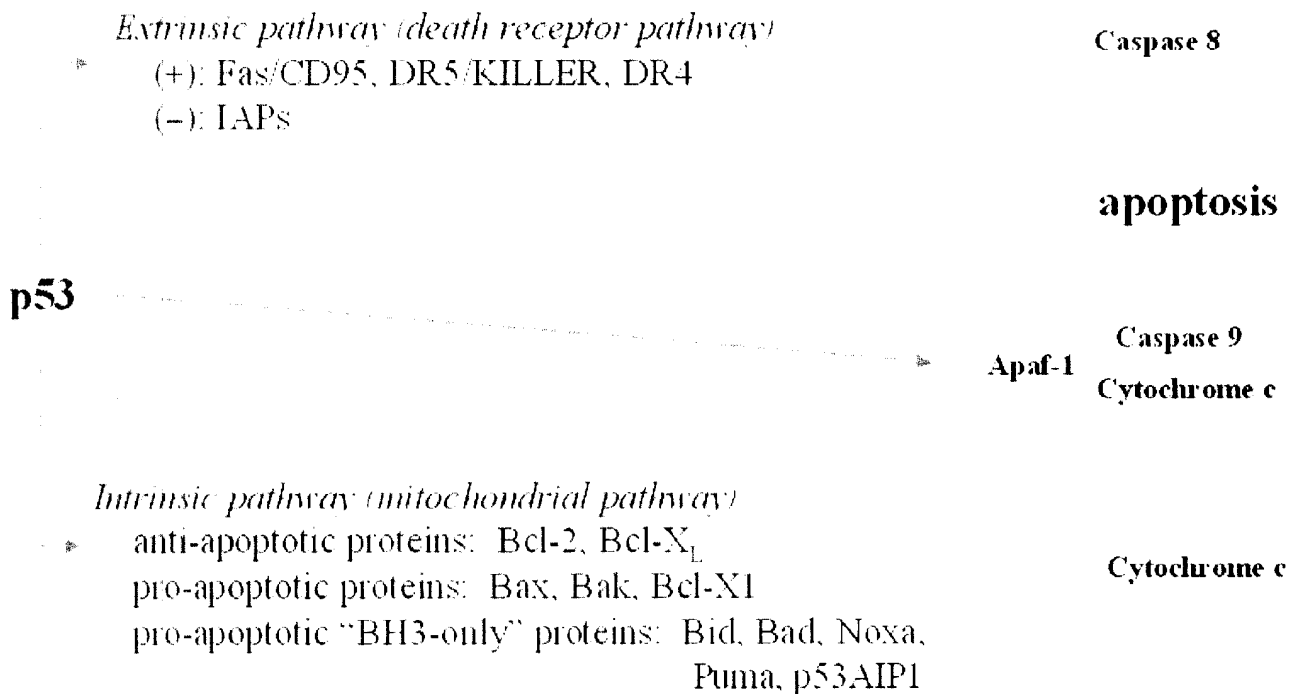 Extrinsic pathway (death receptor pathway)
Caspase 8
(+): Fas/CD95, DR5/KILLER, DR4
(–): IAPs
apoptosis
p53
Caspase 9
Apaf-1
Cytochrome c
Intrinsic pathway (mitochondrial pathway)
anti-apoptotic proteins: Bcl-2, Bcl-X_L
pro-apoptotic proteins: Bax, Bak, Bcl-X1
Cytochrome c
pro-apoptotic “BH3-only” proteins: Bid, Bad, Noxa,
Puma, p53AIP1